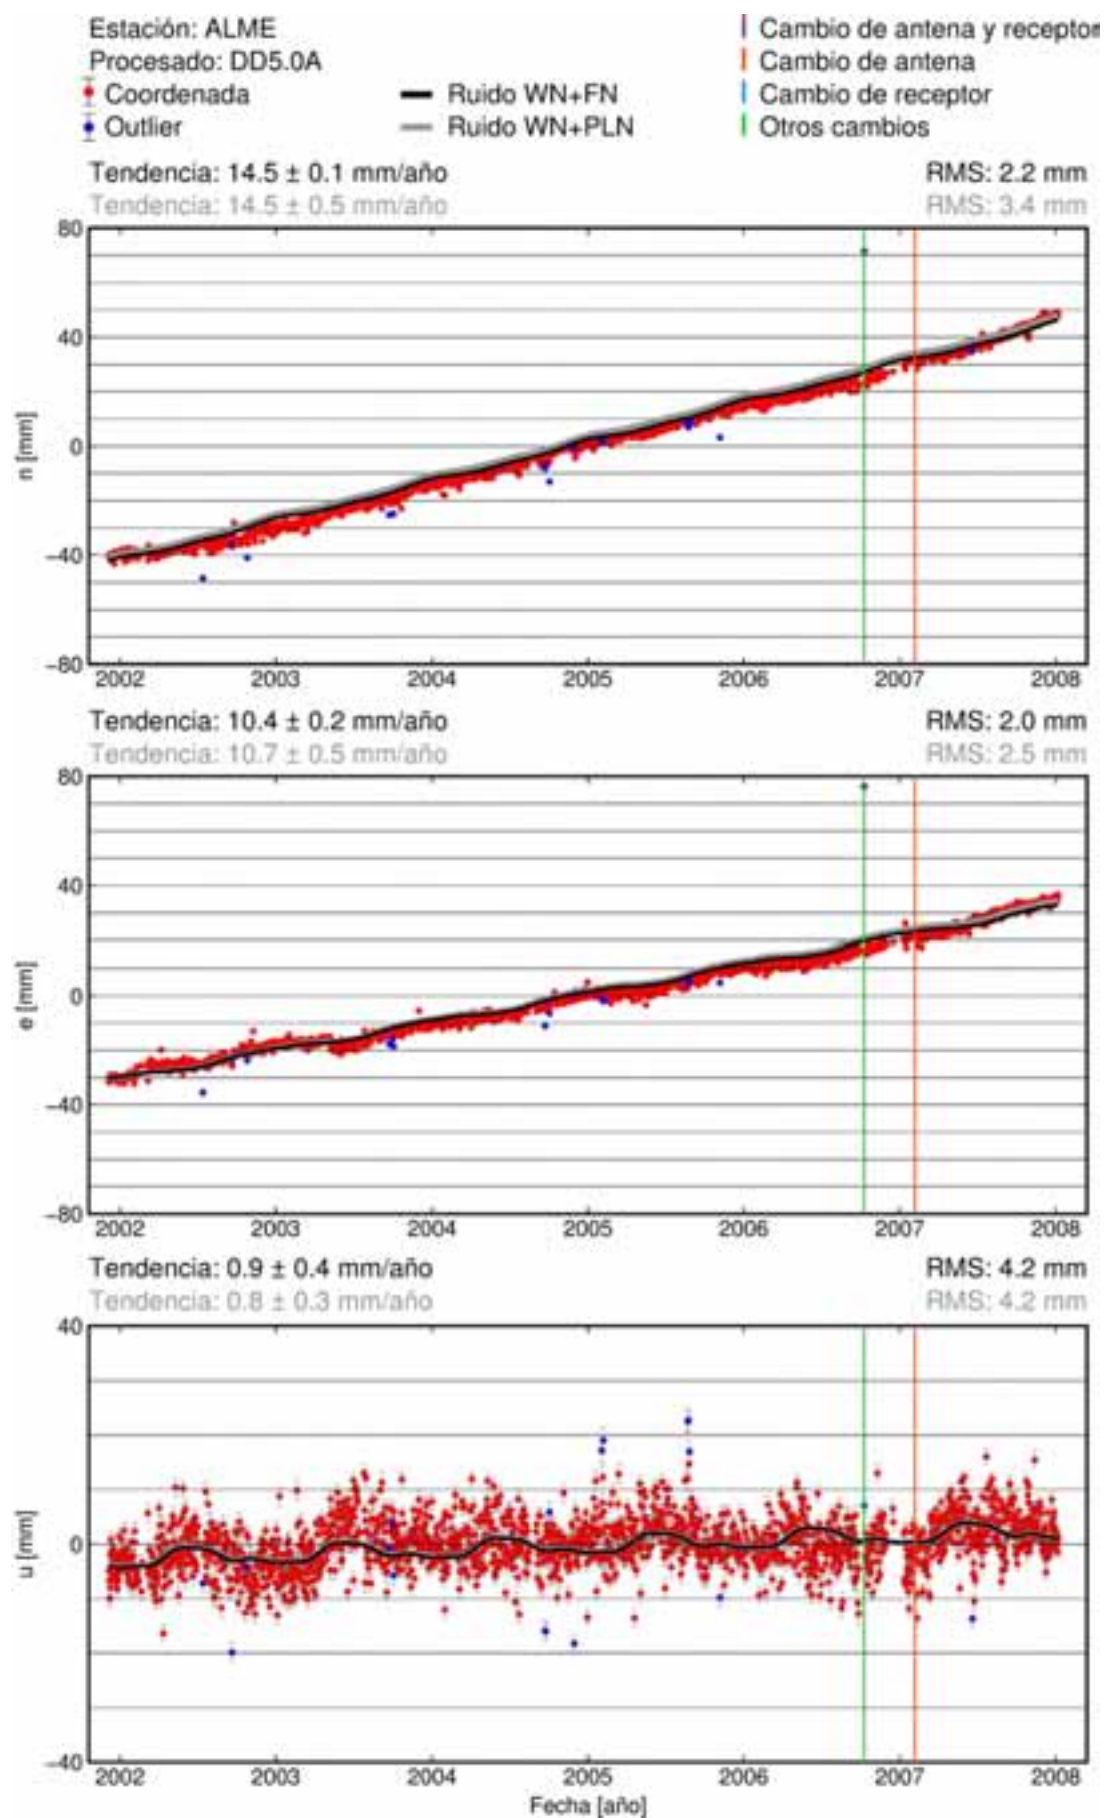 Estación: ALME
Procesado: DD5.0A
Coordenada
Outlier
Ruido WN+FN
Ruido WN+PLN
Cambio de antena y receptor
Cambio de antena
Cambio de receptor
Otros cambios
Tendencia: 14.5 ± 0.1 mm/año
RMS: 2.2 mm
Tendencia: 14.5 ± 0.5 mm/año
RMS: 3.4 mm
80
40
0
−40
−80
n [mm]
2002 2003 2004 2005 2006 2007 2008
Tendencia: 10.4 ± 0.2 mm/año
RMS: 2.0 mm
Tendencia: 10.7 ± 0.5 mm/año
RMS: 2.5 mm
80
40
0
−40
−80
e [mm]
2002 2003 2004 2005 2006 2007 2008
Tendencia: 0.9 ± 0.4 mm/año
RMS: 4.2 mm
Tendencia: 0.8 ± 0.3 mm/año
RMS: 4.2 mm
40
0
−40
u [mm]
2002 2003 2004 2005 2006 2007 2008
Fecha [año]